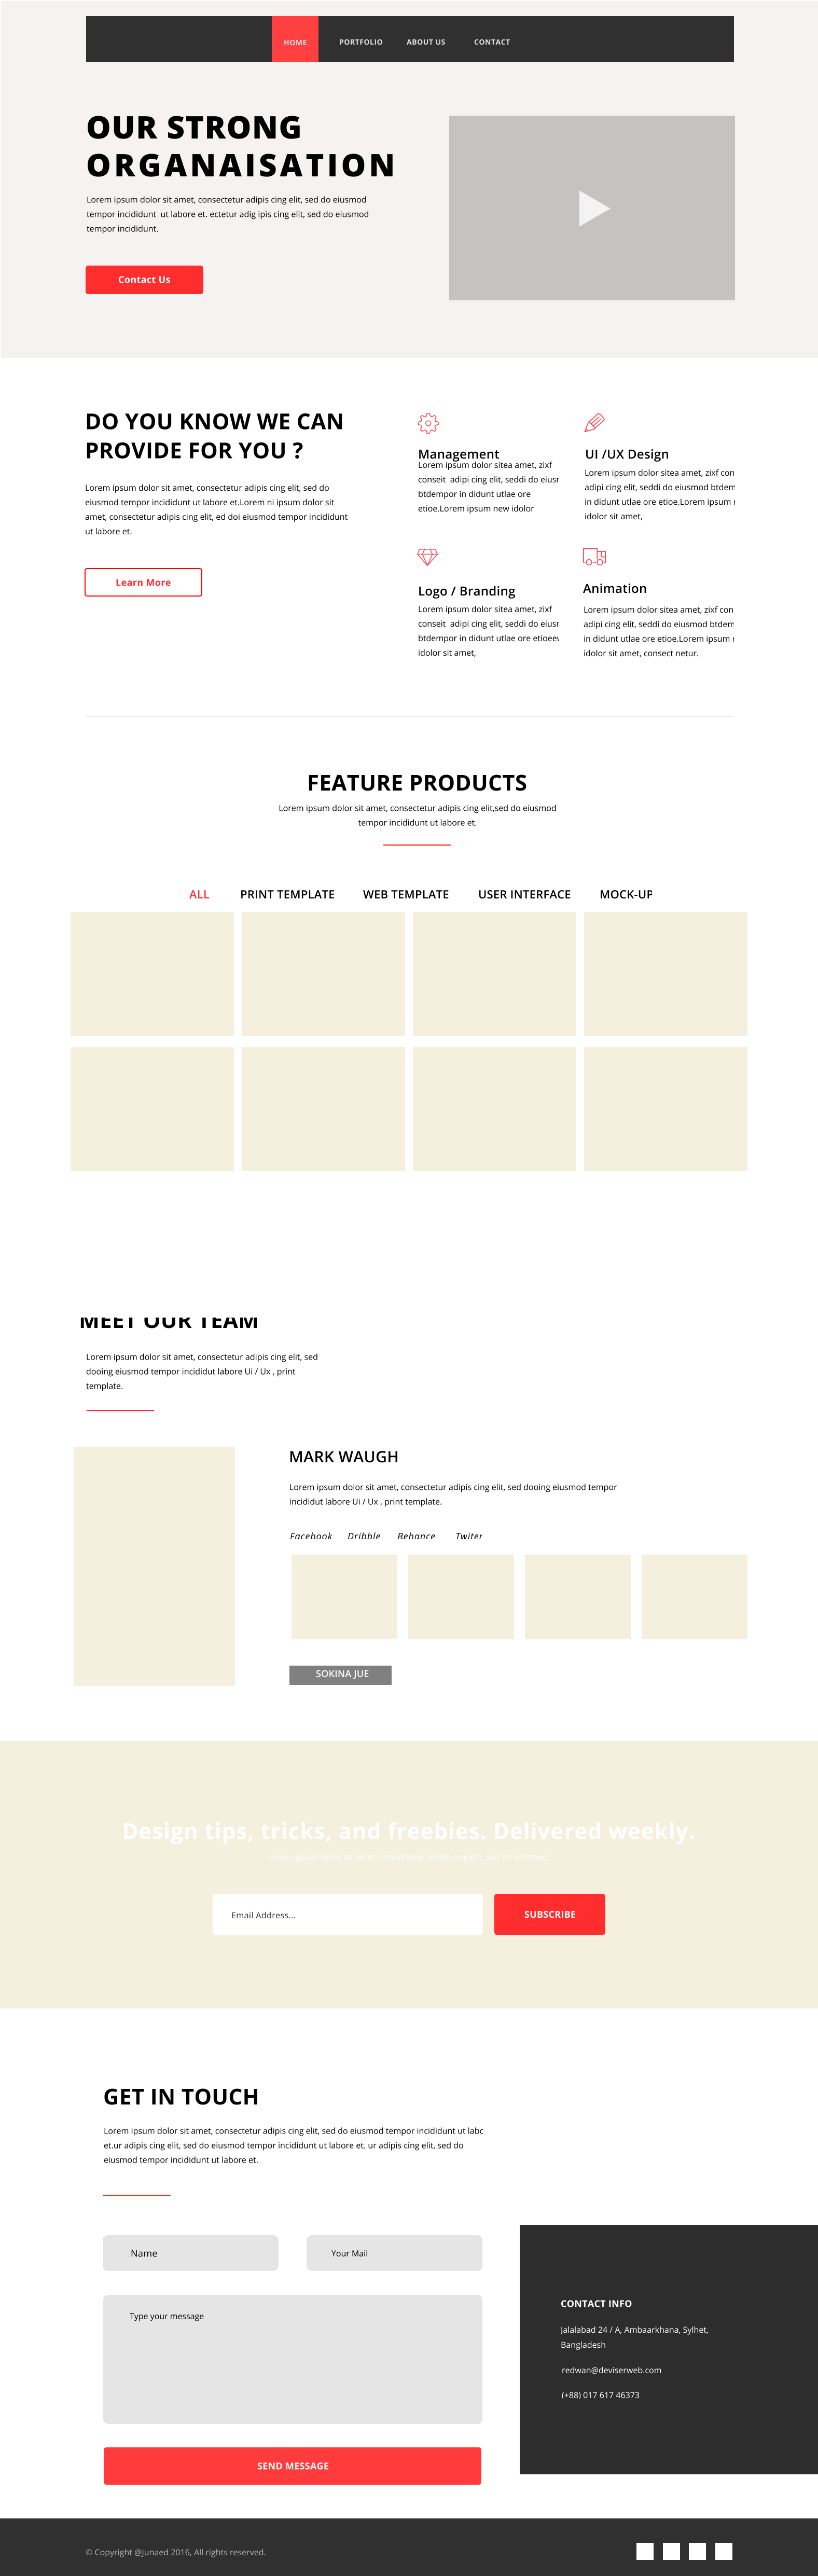 HOME PORTFOLIO ABOUT US CONTACT
OUR STRONG
ORGANAISATION
Lorem ipsum dolor sit amet, consectetur adipis cing elit, sed do eiusmod
tempor incididunt ut labore et. ectetur adig ipis cing elit, sed do eiusmod
tempor incididunt.
Contact Us
DO YOU KNOW WE CAN
PROVIDE FOR YOU ?
Lorem ipsum dolor sit amet, consectetur adipis cing elit, sed do
eiusmod tempor incididunt ut labore et.Lorem ni ipsum dolor sit
amet, consectetur adipis cing elit, ed doi eiusmod tempor incididunt
ut labore et.
Learn More
Management
Lorem ipsum dolor sitea amet, zixf
conseit adipi cing elit, seddi do eiusr
btdempor in didunt utlae ore
etioe.Lorem ipsum new idolor
UI /UX Design
Lorem ipsum dolor sitea amet, zixf con
adipi cing elit, seddi do eiusmod btdem
in didunt utlae ore etioe.Lorem ipsum
idolor sit amet,
Logo / Branding
Lorem ipsum dolor sitea amet, zixf
conseit adipi cing elit, seddi do eiusr
btdempor in didunt utlae ore etioeev
idolor sit amet,
Animation
Lorem ipsum dolor sitea amet, zixf con
adipi cing elit, seddi do eiusmod btdem
in didunt utlae ore etioe.Lorem ipsum
idolor sit amet, consect netur.
FEATURE PRODUCTS
Lorem ipsum dolor sit amet, consectetur adipis cing elit,sed do eiusmod
tempor incididunt ut labore et.
ALL PRINT TEMPLATE WEB TEMPLATE USER INTERFACE MOCK-UP
MEET OUR TEAM
Lorem ipsum dolor sit amet, consectetur adipis cing elit, sed
dooing eiusmod tempor incididut labore Ui / Ux , print
template.
MARK WAUGH
Lorem ipsum dolor sit amet, consectetur adipis cing elit, sed dooing eiusmod tempor
incididut labore Ui / Ux , print template.
Facebook Dribble Behance Twiter
SOKINA JUE
Design tips, tricks, and freebies. Delivered weekly.
Lorem ipsum dolor sit amet, consectetur adipis cing elit, sed do eiusmod.
Email Address...
SUBSCRIBE
GET IN TOUCH
Lorem ipsum dolor sit amet, consectetur adipis cing elit, sed do eiusmod tempor incididunt ut labc
et.ur adipis cing elit, sed do eiusmod tempor incididunt ut labore et. ur adipis cing elit, sed do
eiusmod tempor incididunt ut labore et.
Name
Your Mail
Type your message
SEND MESSAGE
CONTACT INFO
Jalalabad 24 / A, Ambaarkhana, Sylhet,
Bangladesh
redwan@deviserweb.com
(+88) 017 617 46373
© Copyright @Junaed 2016, All rights reserved.